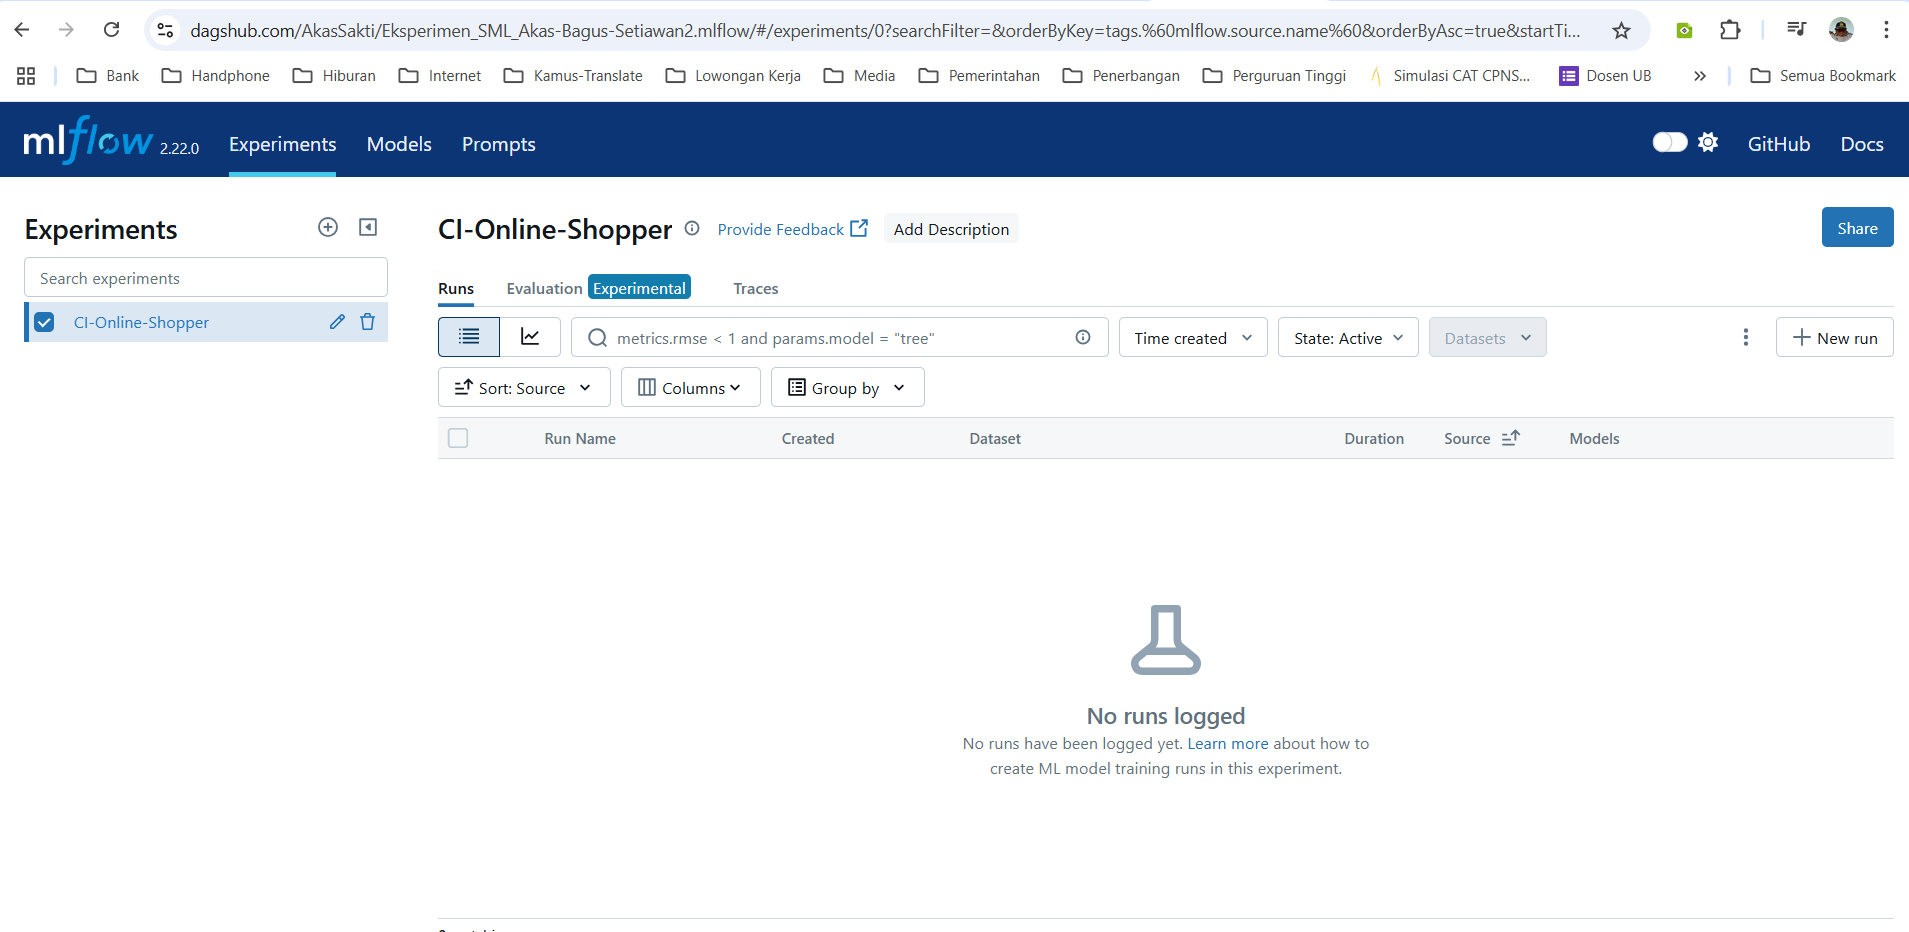 dagshub.com/AkasSakti/Eksperimen_SML_Akas-Bagus-Setiawan2.mlflow/#/experiments/0?searchFilter=&orderByKey=tags.%60mlflow.source.name%60&orderByAsc=true&startTi...
Bank Handphone Hiburan Internet Kamus-Translate Lowongan Kerja Media Pemerintahan Penerbangan Perguruan Tinggi Simulasi CAT CPNS... Dosen UB » Semua Bookmark
mlflow 2.22.0 Experiments Models Prompts GitHub Docs
Experiments
Search experiments
CI-Online-Shopper
CI-Online-Shopper Provide Feedback Add Description Share
Runs Evaluation Experimental Traces
metrics.rmse < 1 and params.model = "tree" Time created State: Active Datasets New run
Sort: Source Columns Group by
Run Name Created Dataset Duration Source Models
No runs logged
No runs have been logged yet. Learn more about how to
create ML model training runs in this experiment.